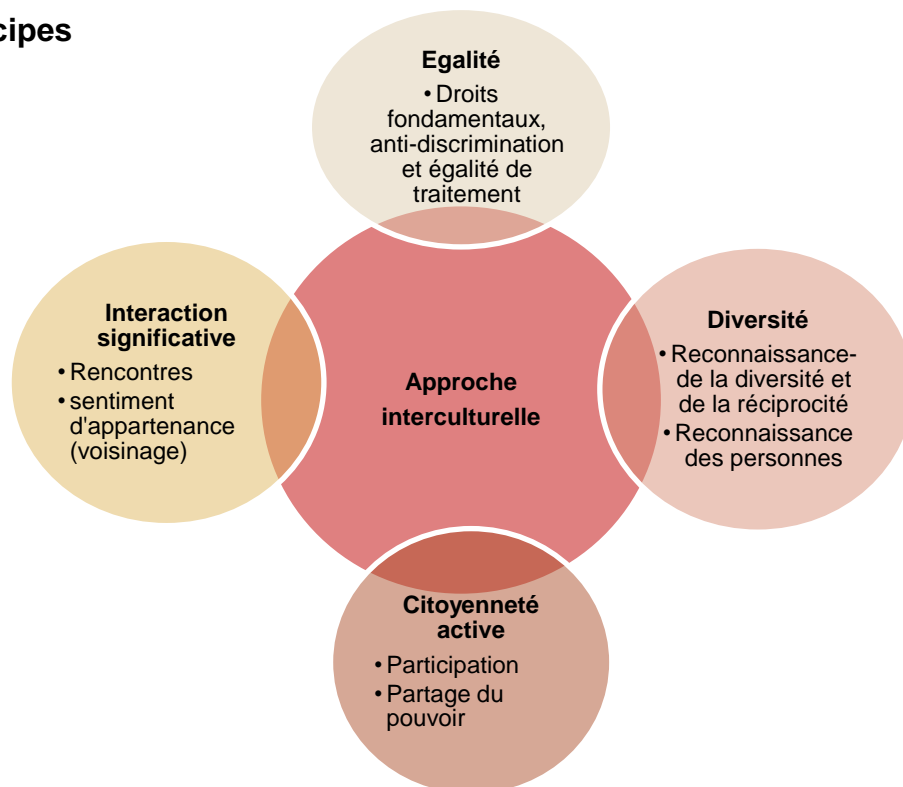 cipes
Egalité
• Droits
fondamentaux,
anti-discrimination
et égalité de
traitement
Interaction
significative
• Rencontres
• sentiment
d'appartenance
(voisinage)
Approche
interculturelle
Diversité
• Reconnaissance-
de la diversité et
de la réciprocité
• Reconnaissance
des personnes
Citoyenneté
active
• Participation
• Partage du
pouvoir